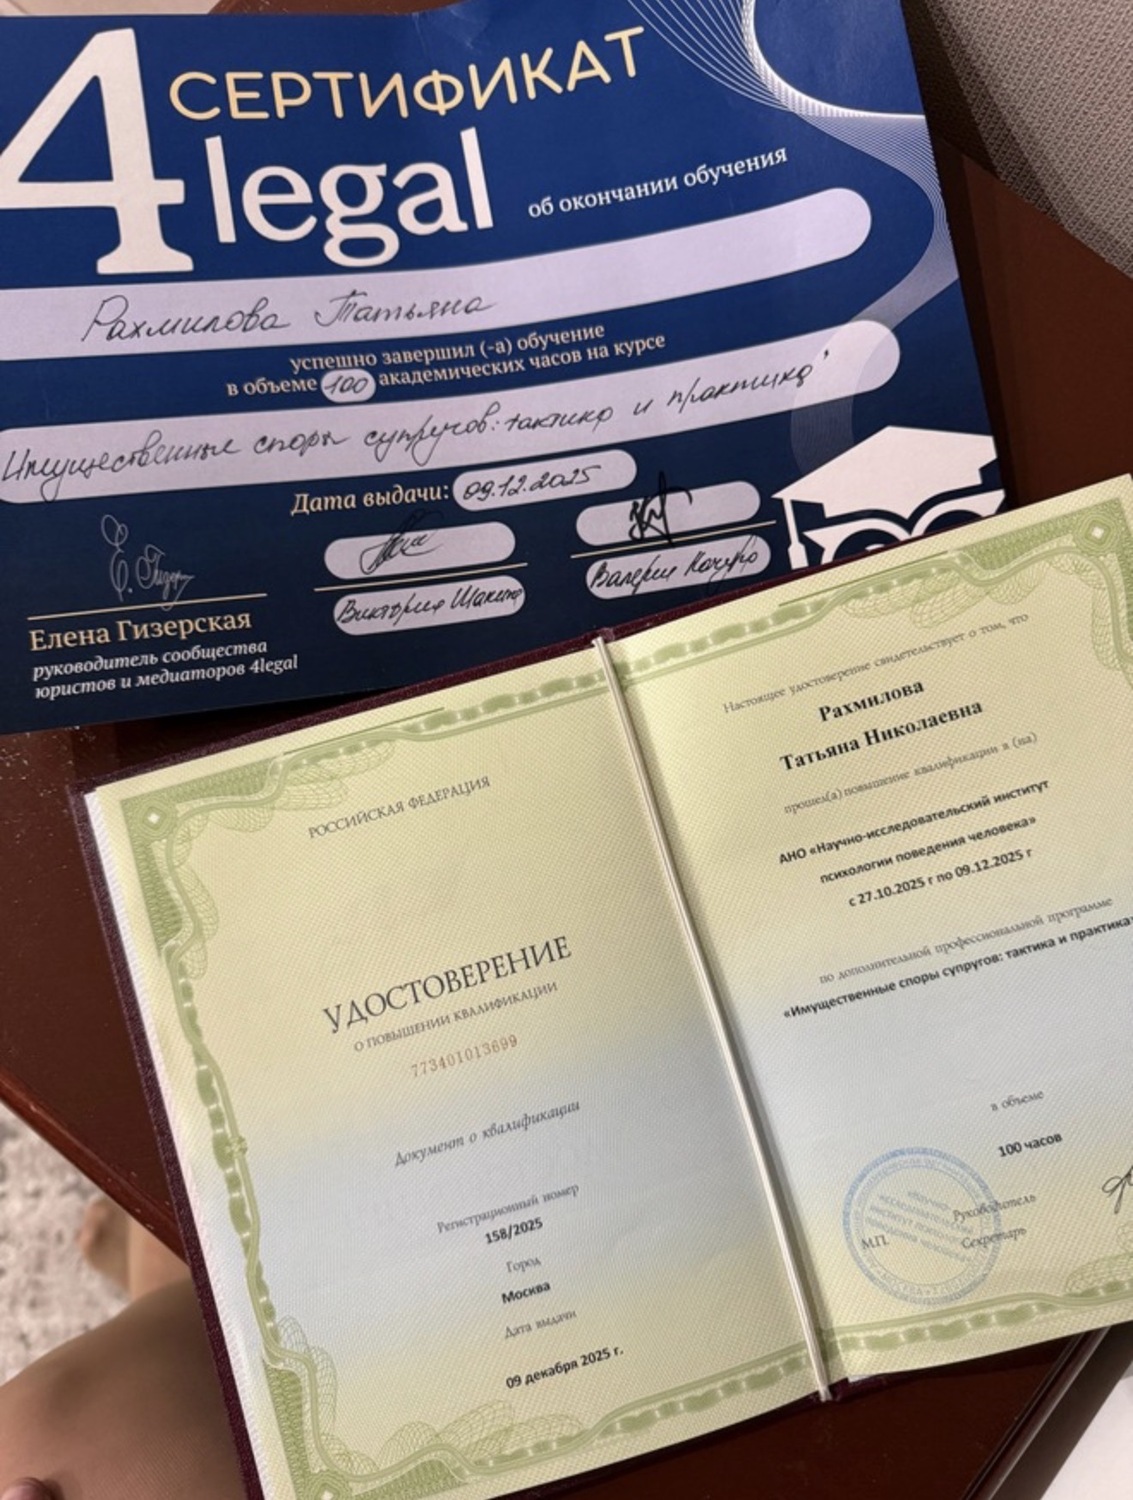 СЕРТИФИКАТ
4legal
об окончании обучения
Рахмилова Татьяна
успешно завершил (-а) обучение
в объеме 100 академических часов на курсе
Имущественные споры супругов: тактика и практика"
Дата выдачи: 09.12.2025
Елена Гизерская
руководитель сообщества
юристов и медиаторов 4legal
Виктория
Валерия
РОССИЙСКАЯ ФЕДЕРАЦИЯ
УДОСТОВЕРЕНИЕ
О ПОВЫШЕНИИ КВАЛИФИКАЦИИ
773401013699
Документ о квалификации
Регистрационный номер
158/2025
Город
Москва
Дата выдачи
09 декабря 2025 г.
Настоящее удостоверение свидетельствует о том, что
Рахмилова
Татьяна Николаевна
прошел(а) повышение квалификации в (на)
АНО «Научно-исследовательский институт
психологии поведения человека»
с 27.10.2025 г по 09.12.2025 г
по дополнительной профессиональной программе
«Имущественные споры супругов: тактика и практика»
в объеме
100 часов
Руководитель
М.П.
Секретарь